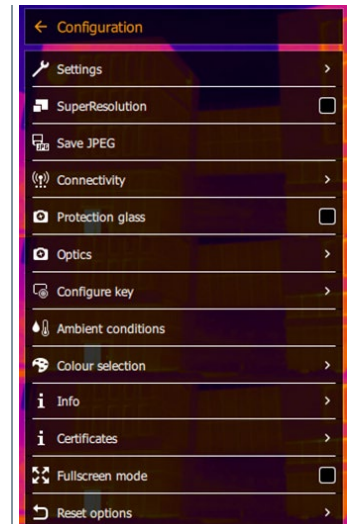 Configuration
Settings
SuperResolution
Save JPEG
Connectivity
Protection glass
Optics
Configure key
Ambient conditions
Colour selection
Info
Certificates
Fullscreen mode
Reset options